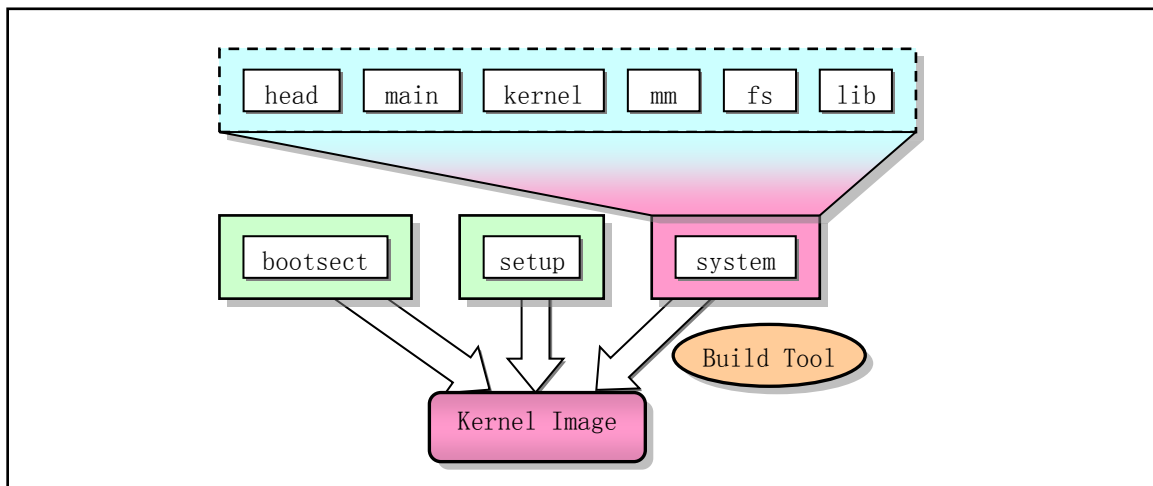 head
main
kernel
mm
fs
lib
bootsect
setup
system
Build Tool
Kernel Image